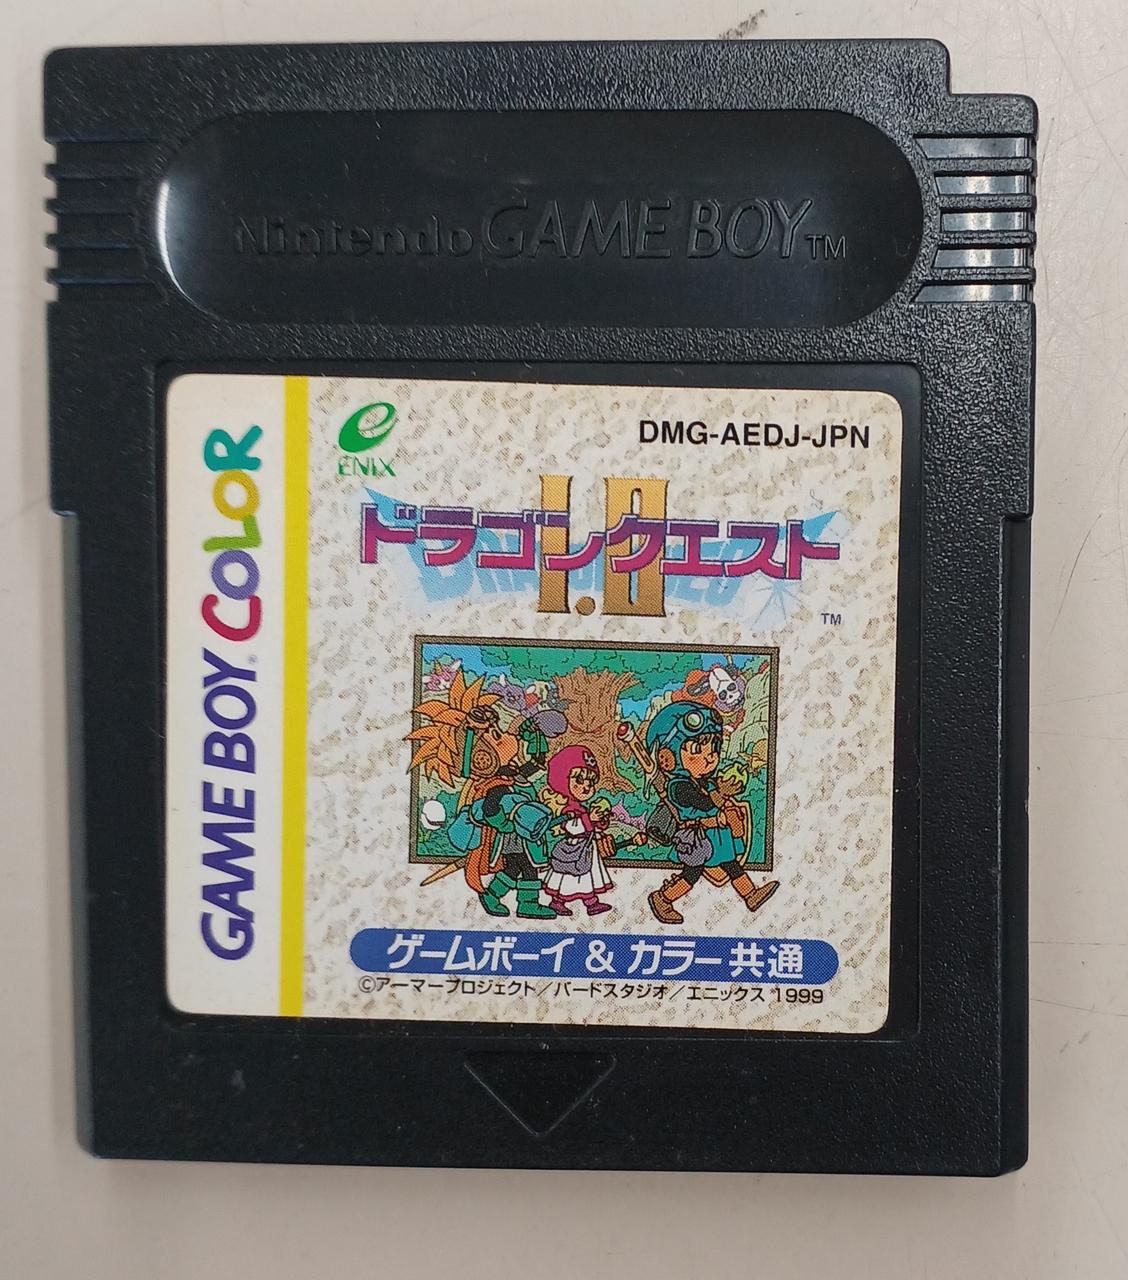 Nintendo GAME BOY TM
GAME BOY COLOR
ENIX
DMG-AEDJ-JPN
ドラゴンクエスト
I.II
TM
ゲームボーイ & カラー共通
©アーマープロジェクト/バードスタジオ/エニックス 1999